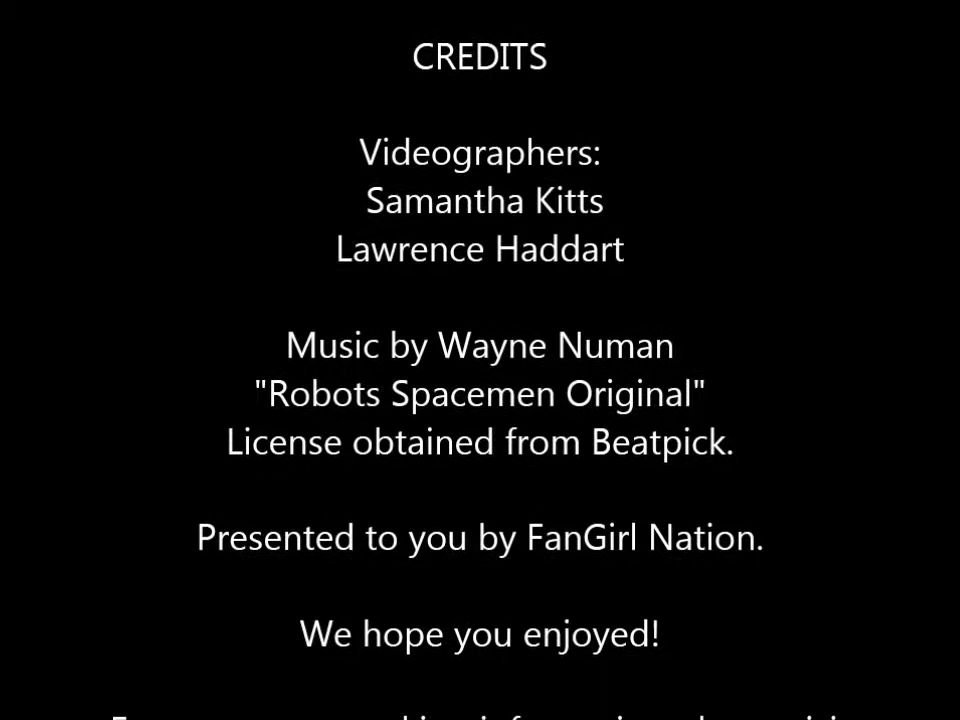 CREDITS
Videographers:
Samantha Kitts
Lawrence Haddart
Music by Wayne Numan
"Robots Spacemen Original"
License obtained from Beatpick.
Presented to you by FanGirl Nation.
We hope you enjoyed!